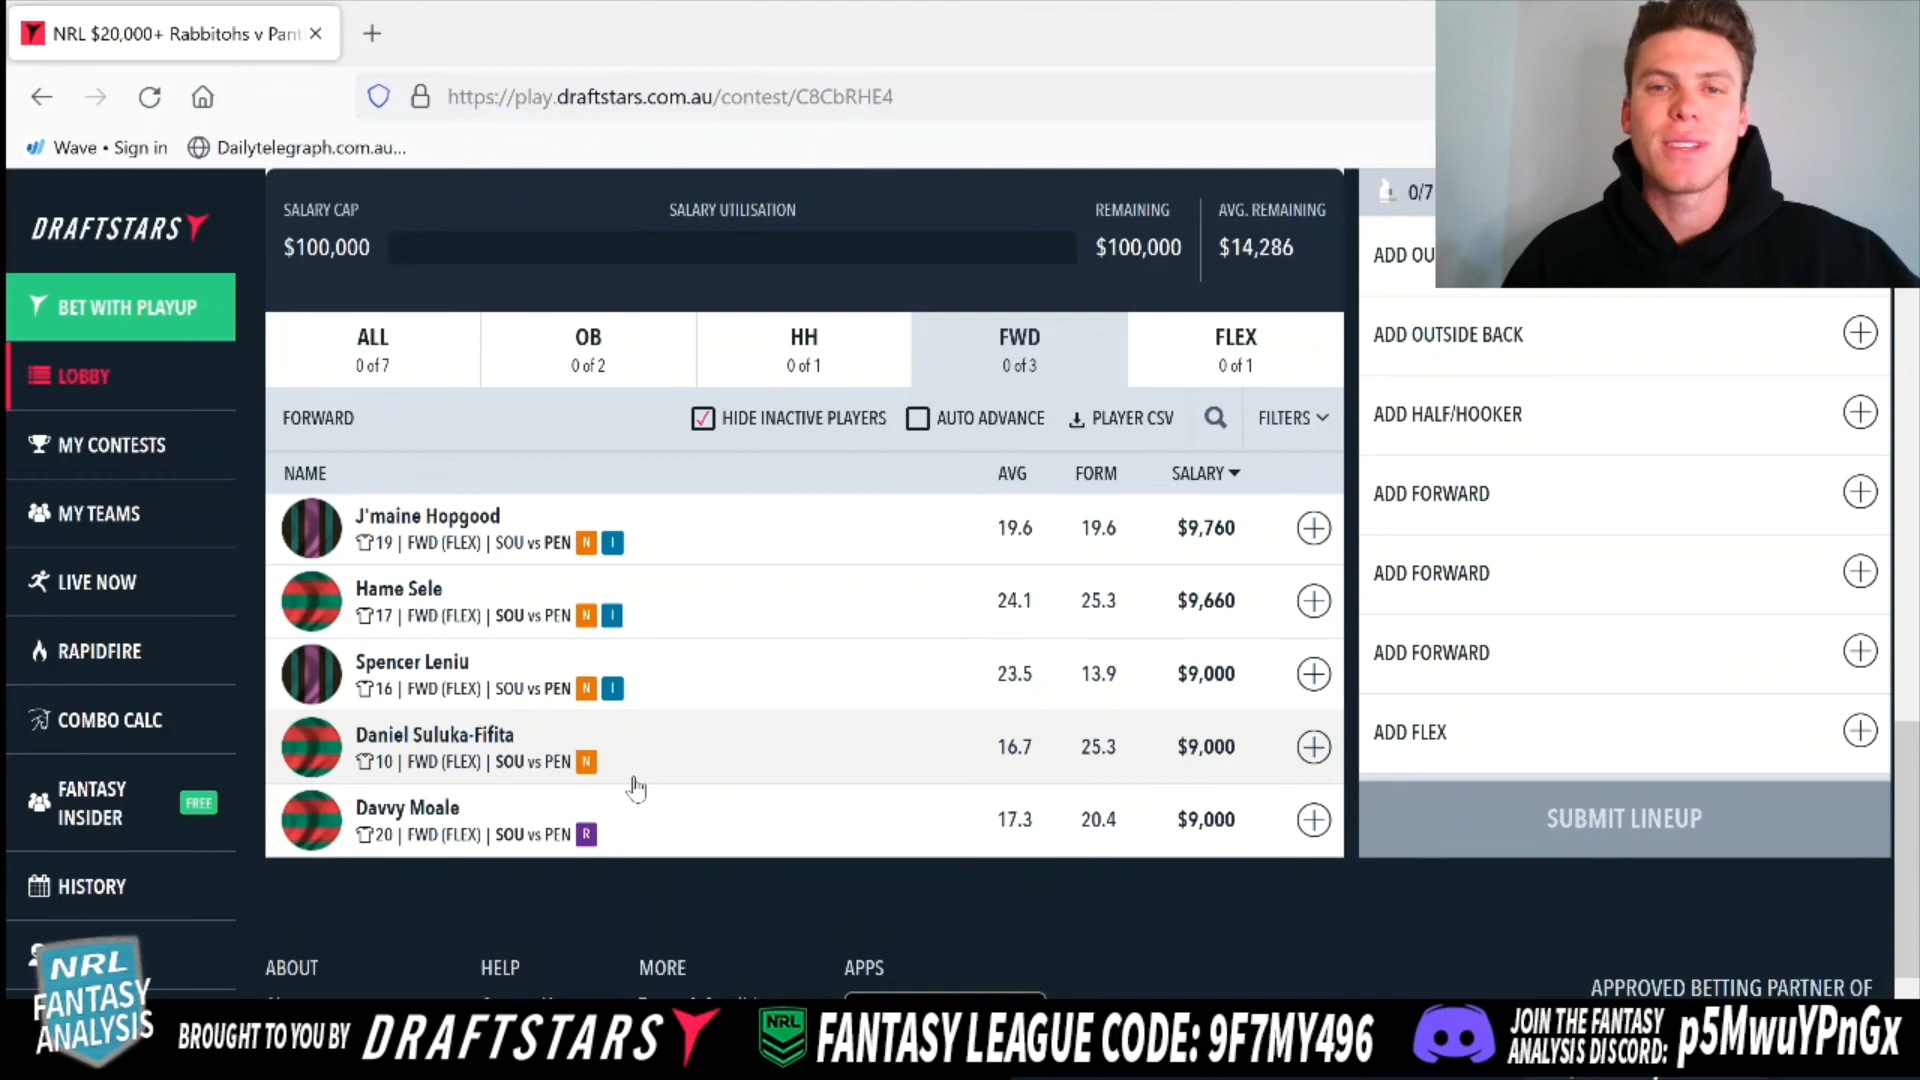 NRL $20,000+ Rabbitohs v Pant
https://play.draftstars.com.au/contest/C8CbRHE4
Wave • Sign in
Dailytelegraph.com.au...
DRAFTSTARS
BET WITH PLAYUP
LOBBY
MY CONTESTS
MY TEAMS
LIVE NOW
RAPIDFIRE
COMBO CALC
FANTASY
INSIDER
FREE
HISTORY
SALARY CAP
$100,000
SALARY UTILISATION
REMAINING
$100,000
AVG. REMAINING
$14,286
ALL
0 of 7
OB
0 of 2
HH
0 of 1
FWD
0 of 3
FLEX
0 of 1
FORWARD
HIDE INACTIVE PLAYERS
AUTO ADVANCE
PLAYER CSV
FILTERS
NAME AVG FORM SALARY
J'maine Hopgood
19 | FWD (FLEX) | SOU vs PEN N I
19.6 19.6 $9,760
Hame Sele
17 | FWD (FLEX) | SOU vs PEN N I
24.1 25.3 $9,660
Spencer Leniu
16 | FWD (FLEX) | SOU vs PEN N I
23.5 13.9 $9,000
Daniel Suluka-Fifita
10 | FWD (FLEX) | SOU vs PEN N
16.7 25.3 $9,000
Davvy Moale
20 | FWD (FLEX) | SOU vs PEN R
17.3 20.4 $9,000
0/7
ADD OU
ADD OUTSIDE BACK
ADD HALF/HOOKER
ADD FORWARD
ADD FORWARD
ADD FORWARD
ADD FLEX
SUBMIT LINEUP
ABOUT
HELP
MORE
APPS
APPROVED BETTING PARTNER OF
NRL
FANTASY
ANALYSIS
BROUGHT TO YOU BY DRAFTSTARS
NRL
FANTASY LEAGUE CODE: 9F7MY496
JOIN THE FANTASY
ANALYSIS DISCORD:
p5MwuYPnGx